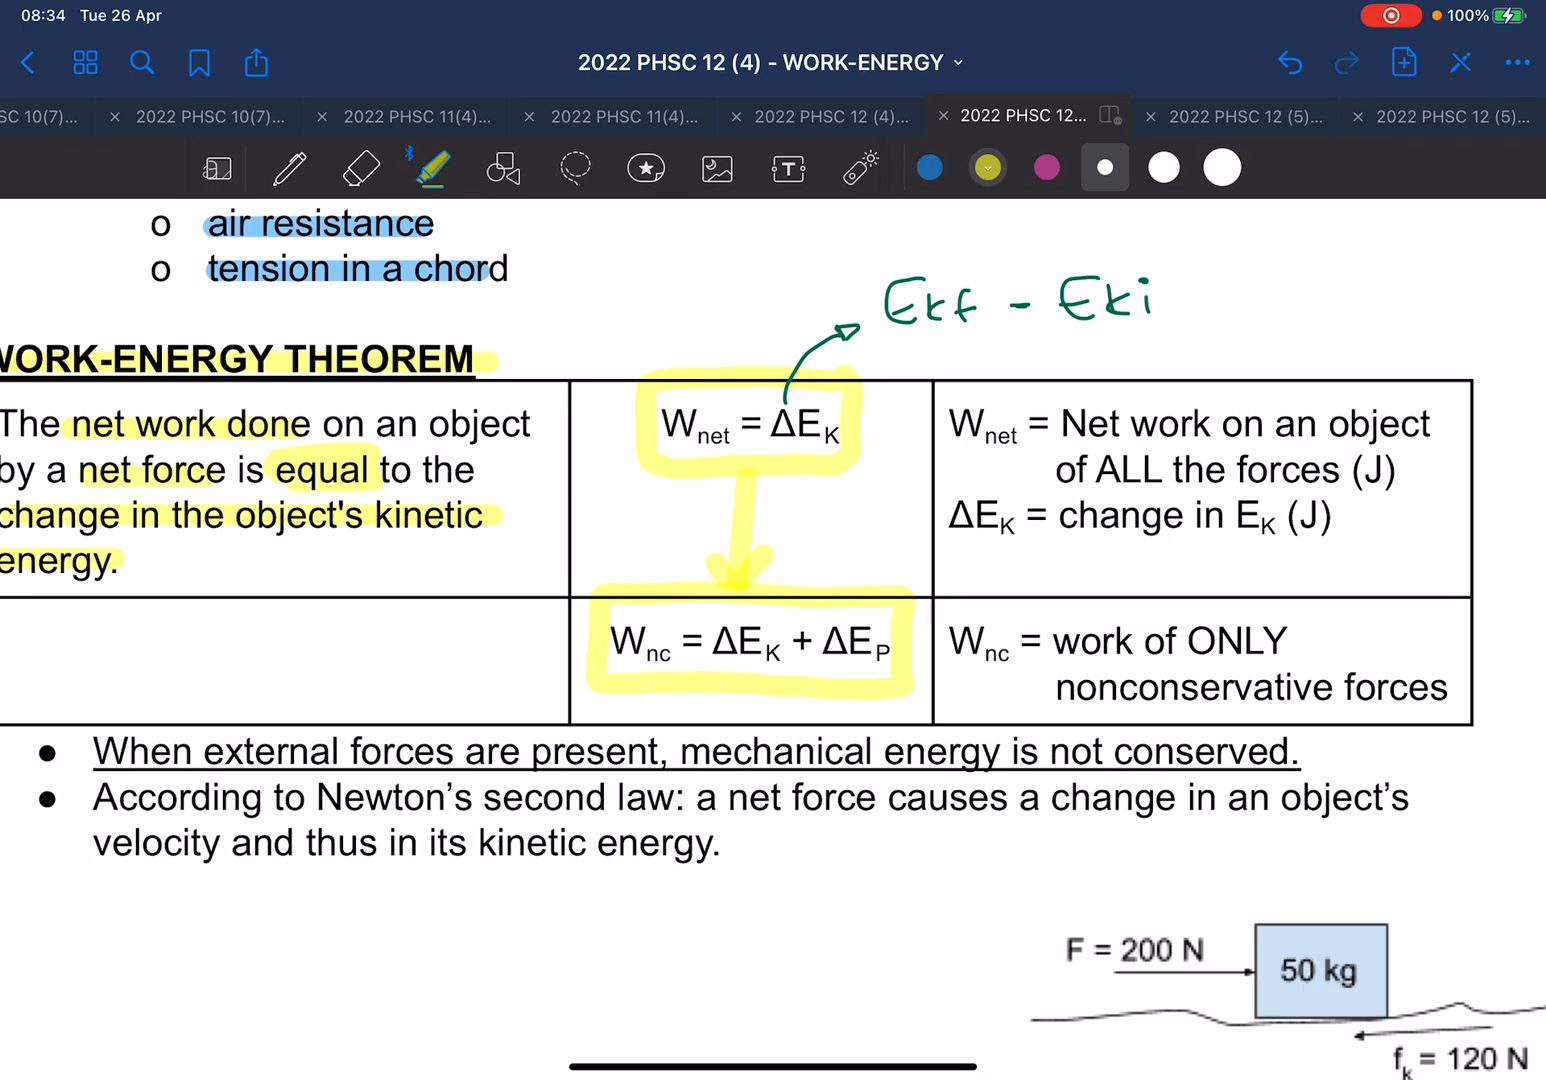 08:34 Tue 26 Apr
100%
2022 PHSC 12 (4) - WORK-ENERGY
SC 10(7)... × 2022 PHSC 10(7)... × 2022 PHSC 11(4)... × 2022 PHSC 11(4)... × 2022 PHSC 12 (4)... × 2022 PHSC 12... × 2022 PHSC 12 (5)... × 2022 PHSC 12 (5)...
T
o air resistance
o tension in a chord
Ekf - Eki
WORK-ENERGY THEOREM
The net work done on an object
by a net force is equal to the
change in the object's kinetic
energy.
Wnet = ΔEK
Wnet = Net work on an object
of ALL the forces (J)
ΔEK = change in EK (J)
Wnc = ΔEK + ΔEP
Wnc = work of ONLY
nonconservative forces
● When external forces are present, mechanical energy is not conserved.
● According to Newton’s second law: a net force causes a change in an object’s
velocity and thus in its kinetic energy.
F = 200 N
50 kg
fk = 120 N